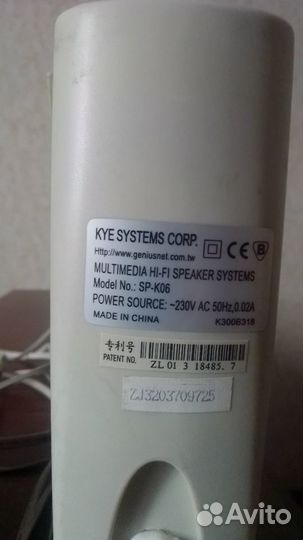 KYE SYSTEMS CORP.
Http://www.geniusnet.com.tw
MULTIMEDIA HI-FI SPEAKER SYSTEMS
Model No.: SP-K06
POWER SOURCE: ~230V AC 50Hz,0.02A
MADE IN CHINA K3006318
专利号
PATENT NO. ZL 01 3 18485. 7
ZJ3203709725
Avito